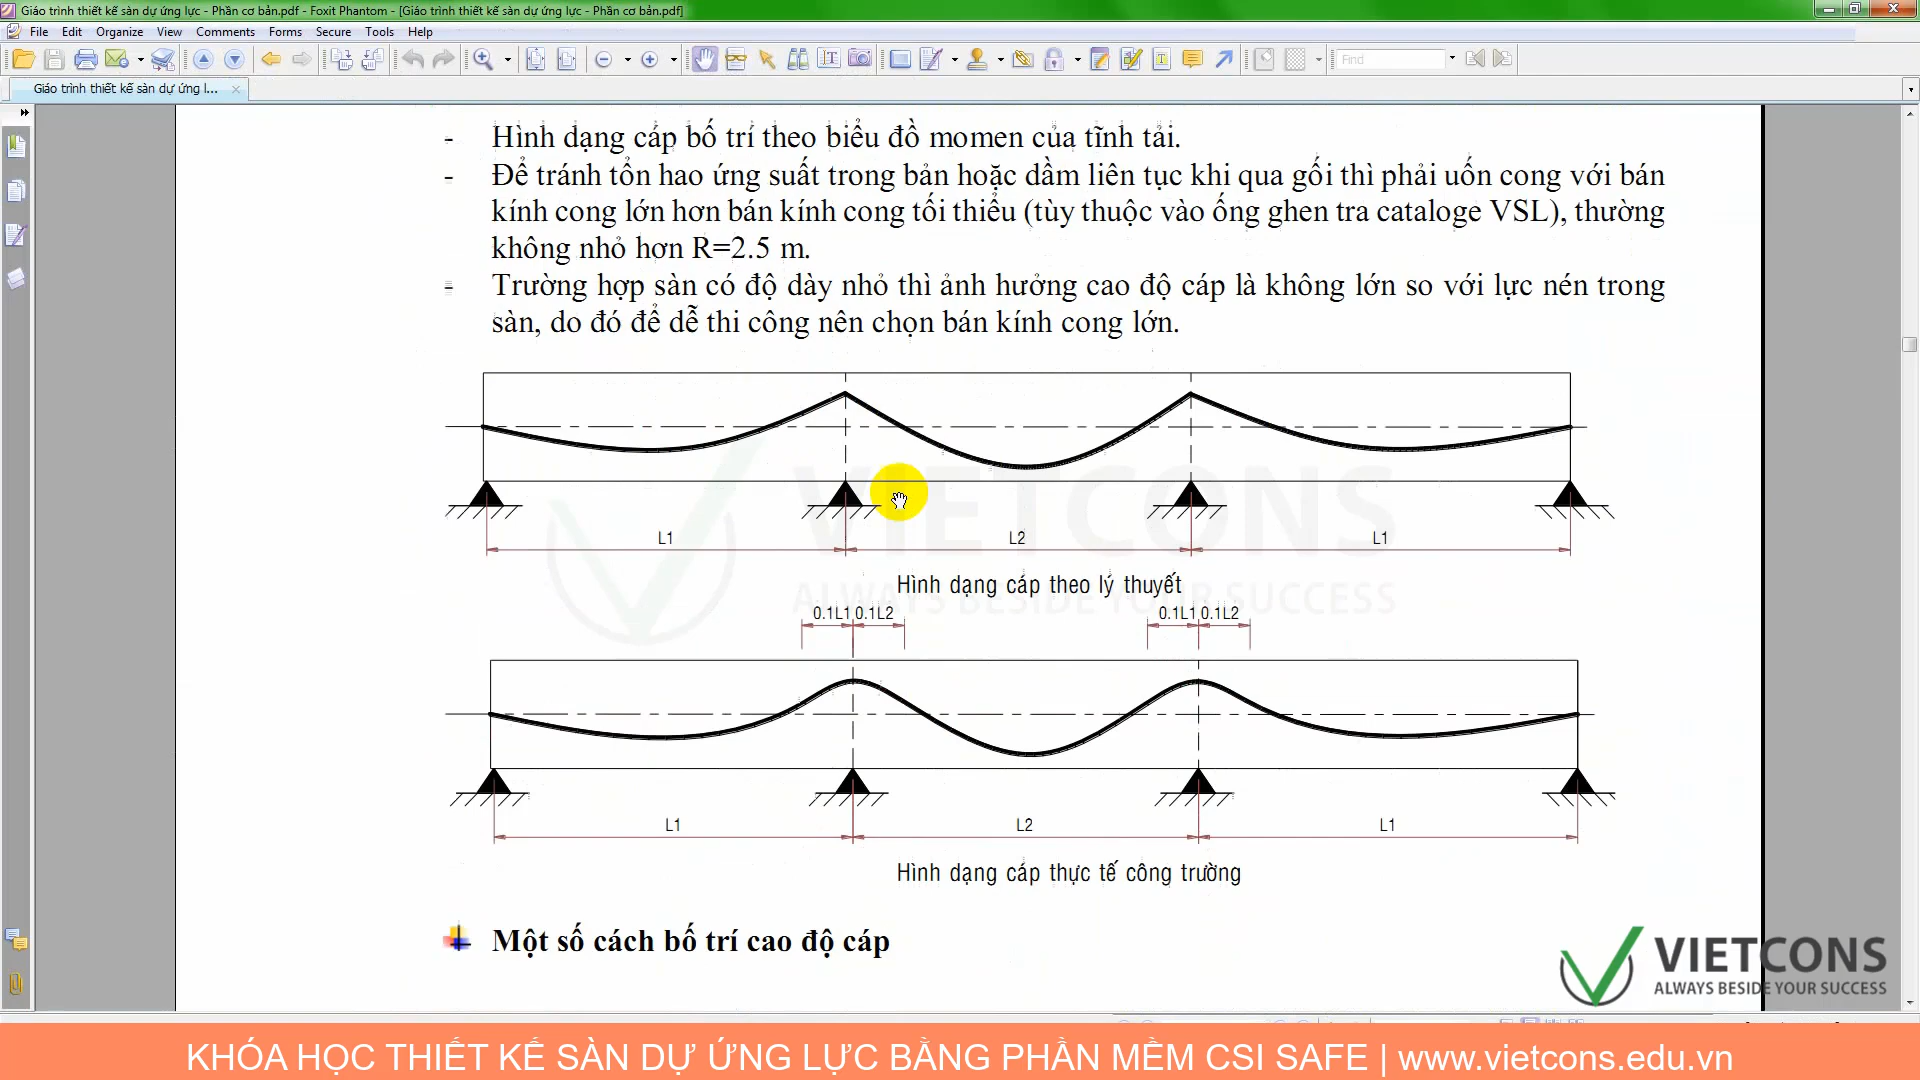 Giáo trình thiết kế sàn dự ứng lực - Phần cơ bản.pdf - Foxit Phantom - [Giáo trình thiết kế sàn dự ứng lực - Phần cơ bản.pdf]
File Edit Organize View Comments Forms Secure Tools Help
Find
Giáo trình thiết kế sàn dự ứng l...
- Hình dạng cáp bố trí theo biểu đồ momen của tĩnh tải.
- Để tránh tổn hao ứng suất trong bản hoặc dầm liên tục khi qua gối thì phải uốn cong với bán
kính cong lớn hơn bán kính cong tối thiểu (tùy thuộc vào ống ghen tra cataloge VSL), thường
không nhỏ hơn R=2.5 m.
- Trường hợp sàn có độ dày nhỏ thì ảnh hưởng cao độ cáp là không lớn so với lực nén trong
sàn, do đó để dễ thi công nên chọn bán kính cong lớn.
L1 L2 L1
VIETCONS
ALWAYS BESIDE YOUR SUCCESS
Hình dạng cáp theo lý thuyết
0.1L1 0.1L2 0.1L1 0.1L2
L1 L2 L1
Hình dạng cáp thực tế công trường
Một số cách bố trí cao độ cáp
VIETCONS
ALWAYS BESIDE YOUR SUCCESS
KHÓA HỌC THIẾT KẾ SÀN DỰ ỨNG LỰC BẰNG PHẦN MỀM CSI SAFE | www.vietcons.edu.vn